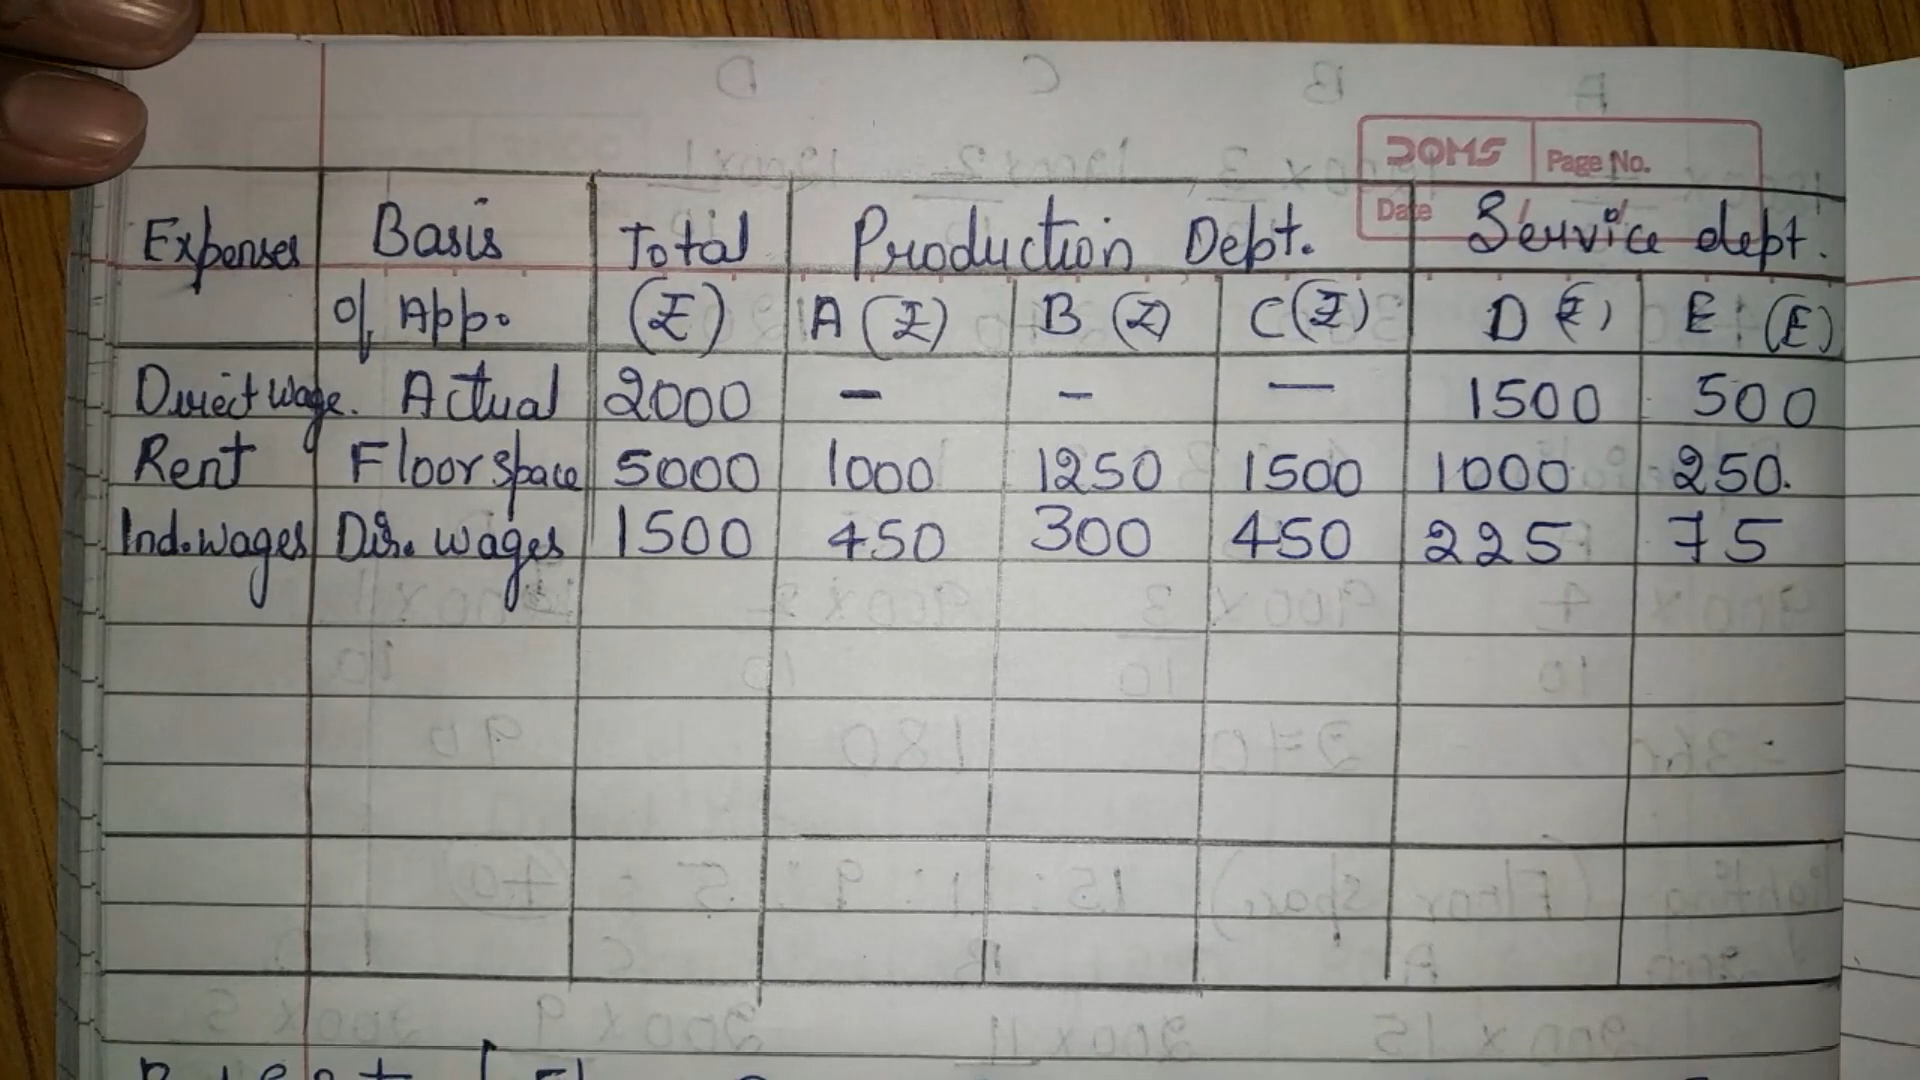 DOMS Page No.
Date
Expenses Basis Total Production Dept. Service dept.
of App. (₹) A (₹) B (₹) C (₹) D (₹) E (₹)
Direct wage. Actual 2000 - - - 1500 500
Rent Floor space 5000 1000 1250 1500 1000 250.
Ind. wages Dir. wages 1500 450 300 450 225 75